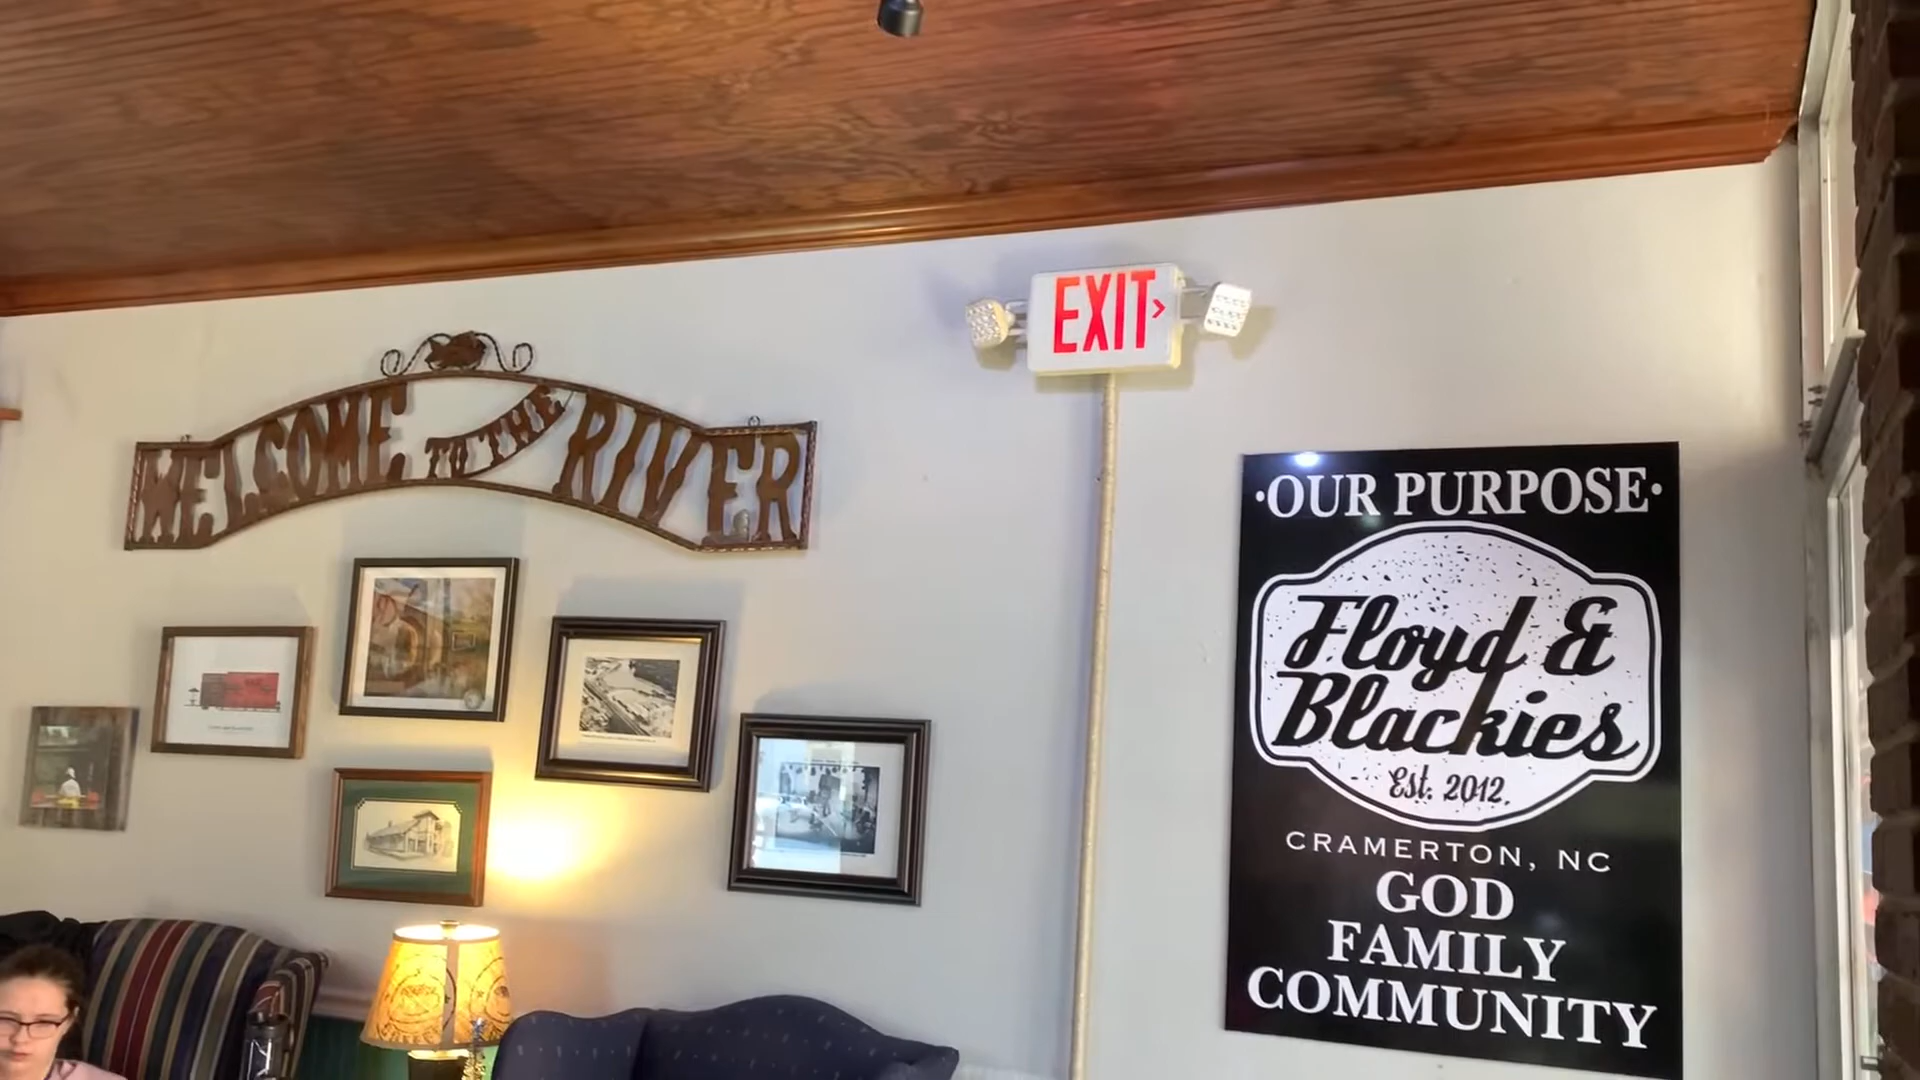 WELCOME TO THE RIVER
EXIT
·OUR PURPOSE·
Floyd &
Blackies
Est. 2012.
CRAMERTON, NC
GOD
FAMILY
COMMUNITY